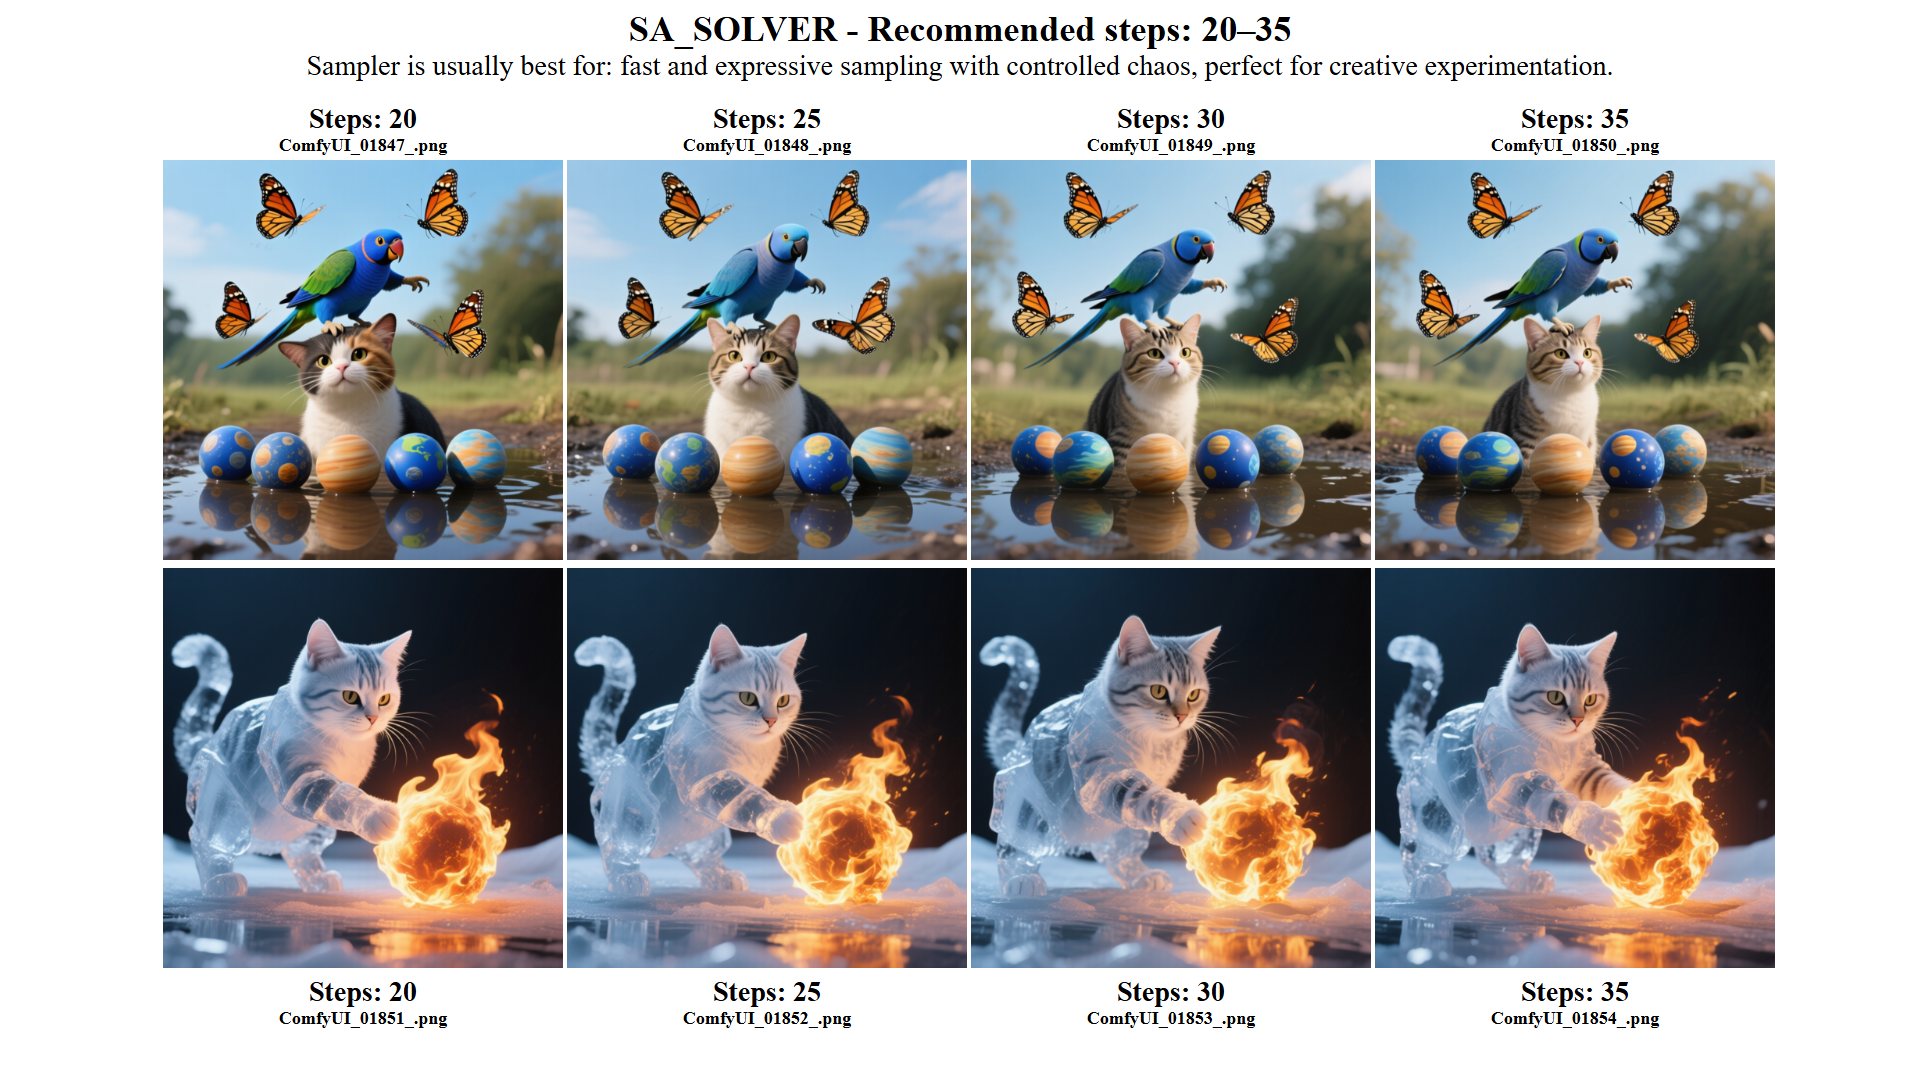 SA_SOLVER - Recommended steps: 20–35
Sampler is usually best for: fast and expressive sampling with controlled chaos, perfect for creative experimentation.
Steps: 20
ComfyUI_01847_.png
Steps: 25
ComfyUI_01848_.png
Steps: 30
ComfyUI_01849_.png
Steps: 35
ComfyUI_01850_.png
Steps: 20
ComfyUI_01851_.png
Steps: 25
ComfyUI_01852_.png
Steps: 30
ComfyUI_01853_.png
Steps: 35
ComfyUI_01854_.png